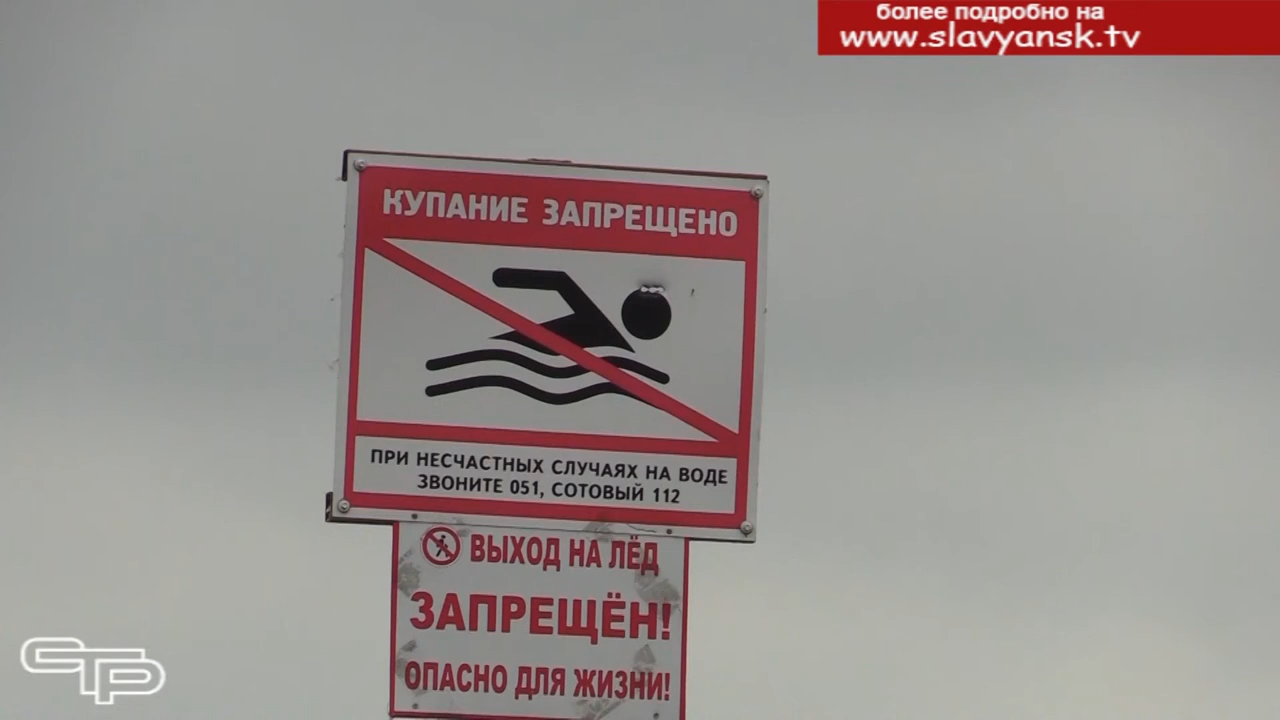 более подробно на
www.slavyansk.tv
КУПАНИЕ ЗАПРЕЩЕНО
ПРИ НЕСЧАСТНЫХ СЛУЧАЯХ НА ВОДЕ
ЗВОНИТЕ 051, СОТОВЫЙ 112
ВЫХОД НА ЛЁД
ЗАПРЕЩЁН!
ОПАСНО ДЛЯ ЖИЗНИ!
СТР